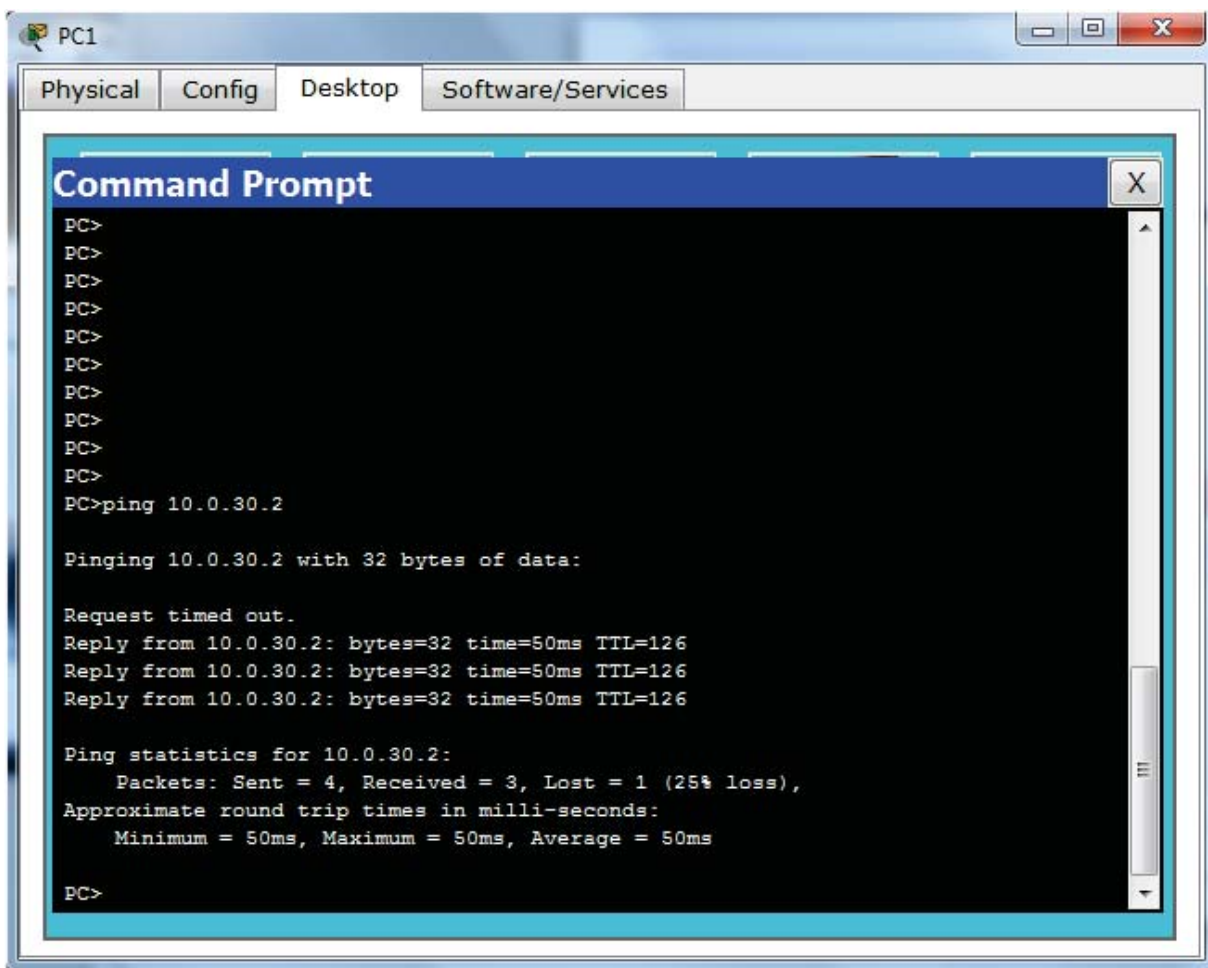 PC1
Physical Config Desktop Software/Services
Command Prompt X
PC>
PC>
PC>
PC>
PC>
PC>
PC>
PC>
PC>
PC>
PC>ping 10.0.30.2
Pinging 10.0.30.2 with 32 bytes of data:
Request timed out.
Reply from 10.0.30.2: bytes=32 time=50ms TTL=126
Reply from 10.0.30.2: bytes=32 time=50ms TTL=126
Reply from 10.0.30.2: bytes=32 time=50ms TTL=126
Ping statistics for 10.0.30.2:
Packets: Sent = 4, Received = 3, Lost = 1 (25% loss),
Approximate round trip times in milli-seconds:
Minimum = 50ms, Maximum = 50ms, Average = 50ms
PC>